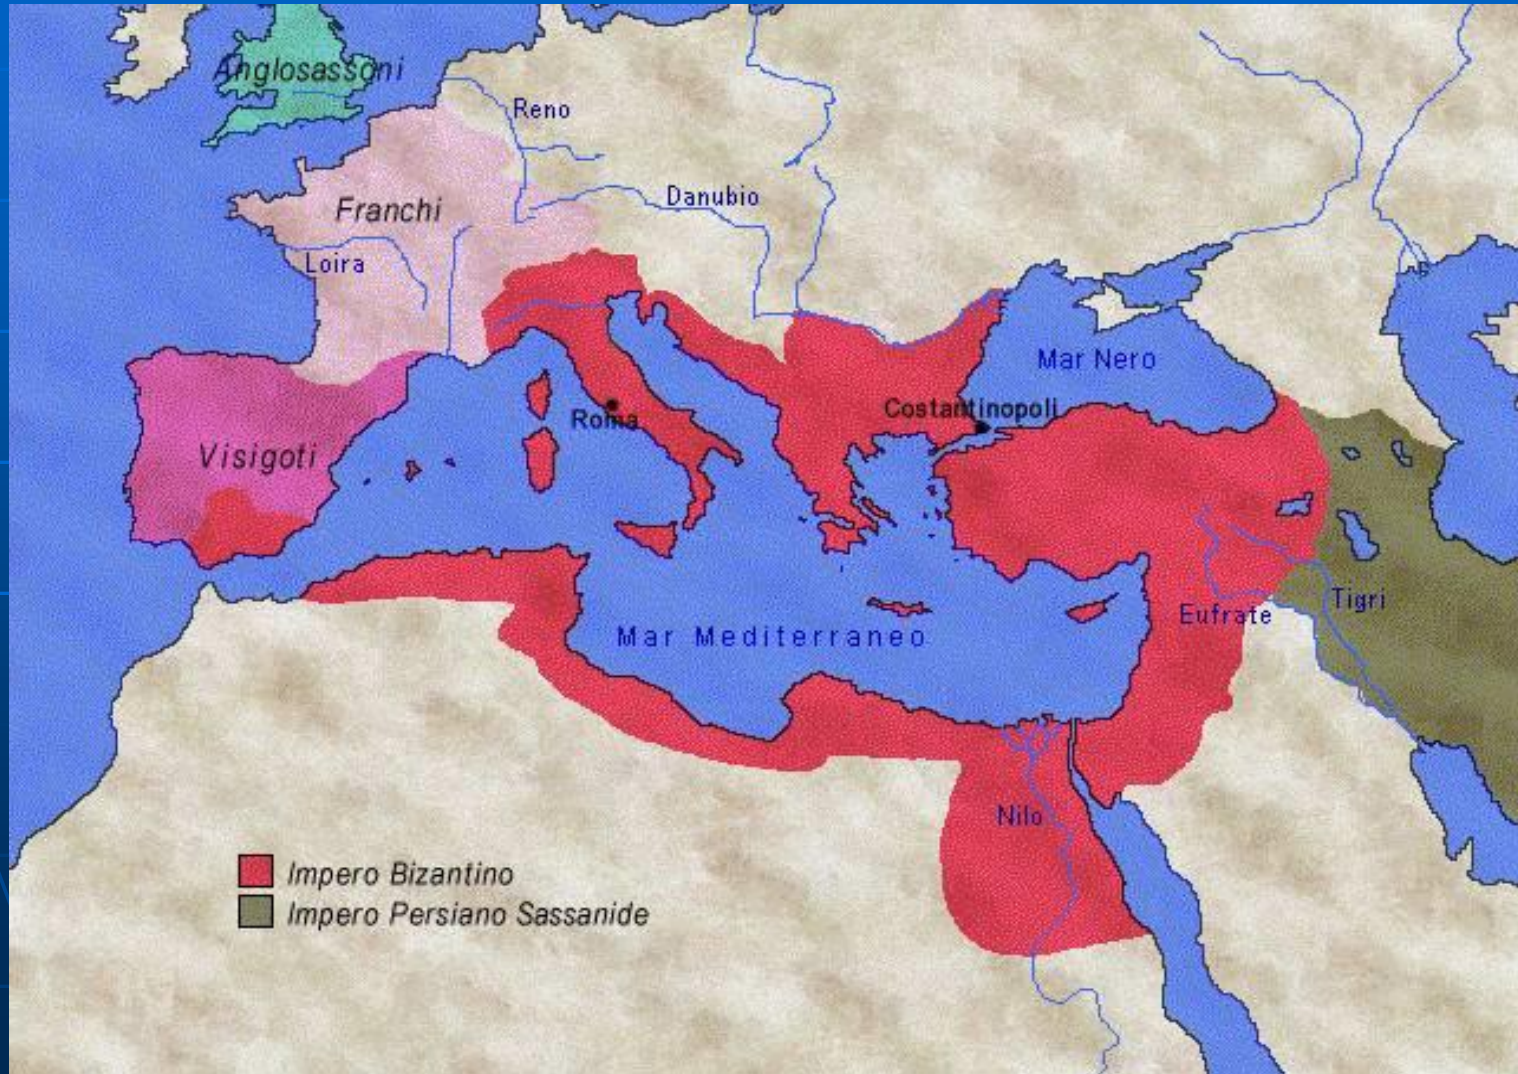 Anglosassoni
Reno
Danubio
Franchi
Loira
Mar Nero
Costantinopoli
Roma
Visigoti
Tigri
Eufrate
Mar Mediterraneo
Nilo
Impero Bizantino
Impero Persiano Sassanide